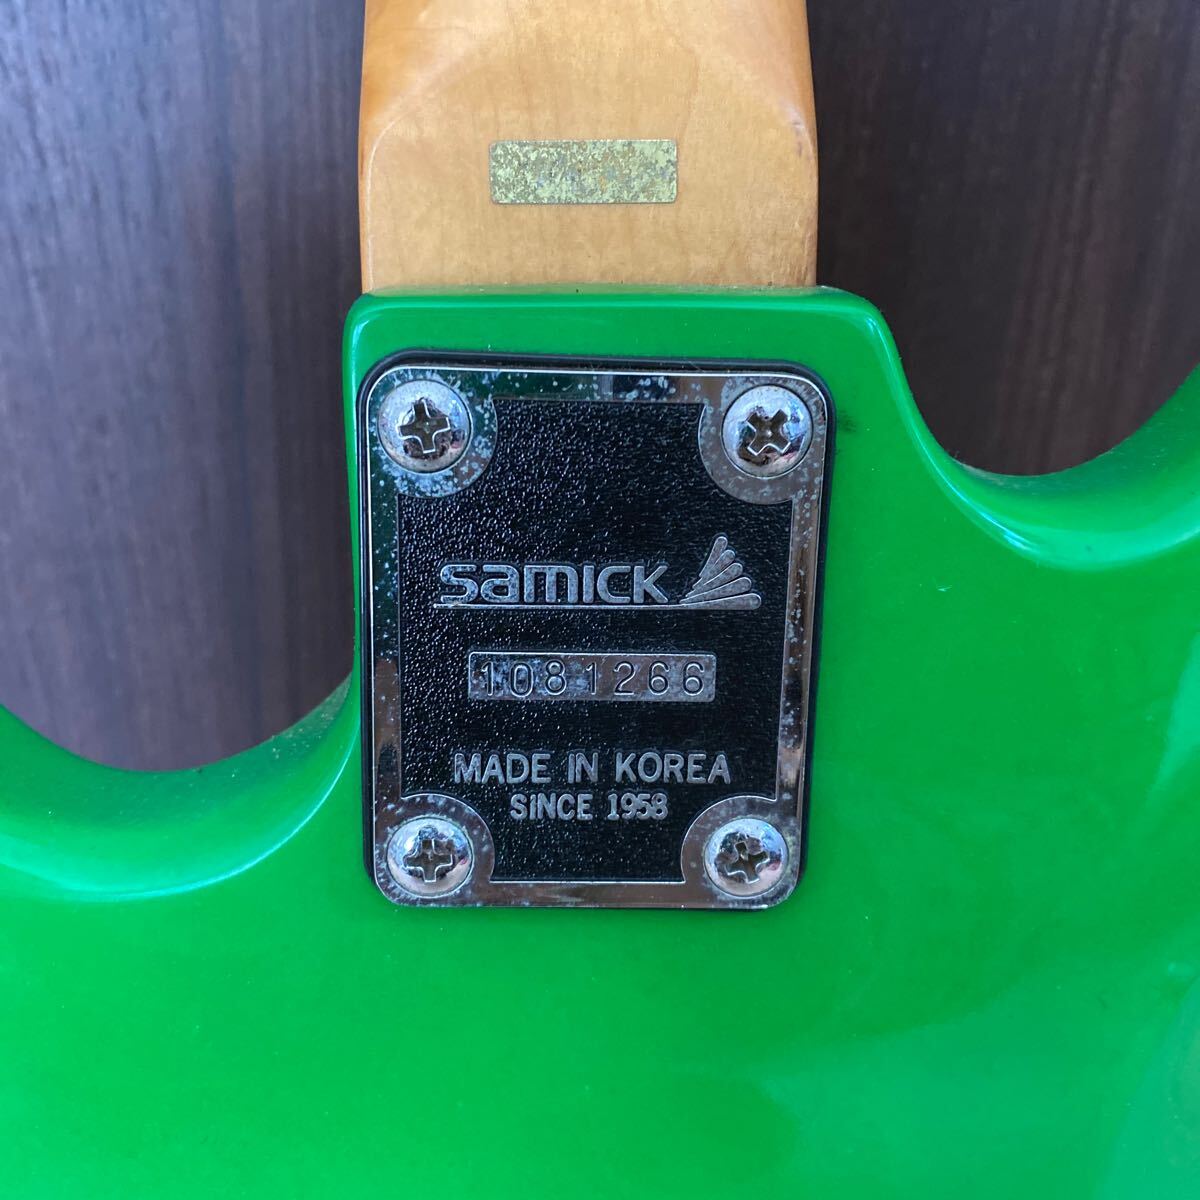 samick
1081266
MADE IN KOREA
SINCE 1958